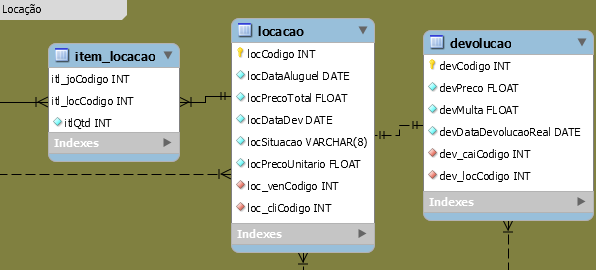 Locação
item_locacao
itl_joCodigo INT
itl_locCodigo INT
itlQtd INT
Indexes
locacao
locCodigo INT
locDataAluguel DATE
locPrecoTotal FLOAT
locDataDev DATE
locSituacao VARCHAR(8)
locPrecoUnitario FLOAT
loc_venCodigo INT
loc_cliCodigo INT
Indexes
devolucao
devCodigo INT
devPreco FLOAT
devMulta FLOAT
devDataDevolucaoReal DATE
dev_caiCodigo INT
dev_locCodigo INT
Indexes